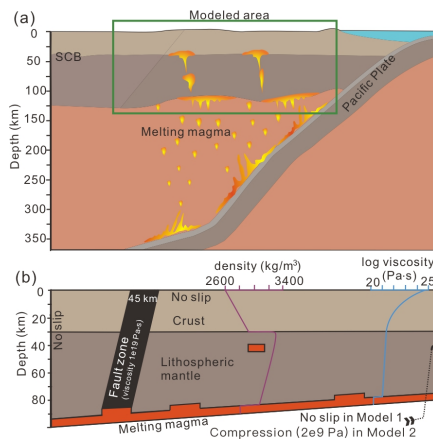 (a)
Modeled area
0
50
100
150
200
250
300
350
Depth (km)
SCB
Pacific Plate
Melting magma
(b)
density (kg/m³)
2600
3400
log viscosity
(Pa·s)
20
25
0
20
40
60
80
Depth (km)
No slip
45 km
Fault zone
(viscosity 1e19 Pa·s)
No slip
Crust
Lithospheric
mantle
Melting magma
No slip in Model 1
Compression (2e9 Pa) in Model 2